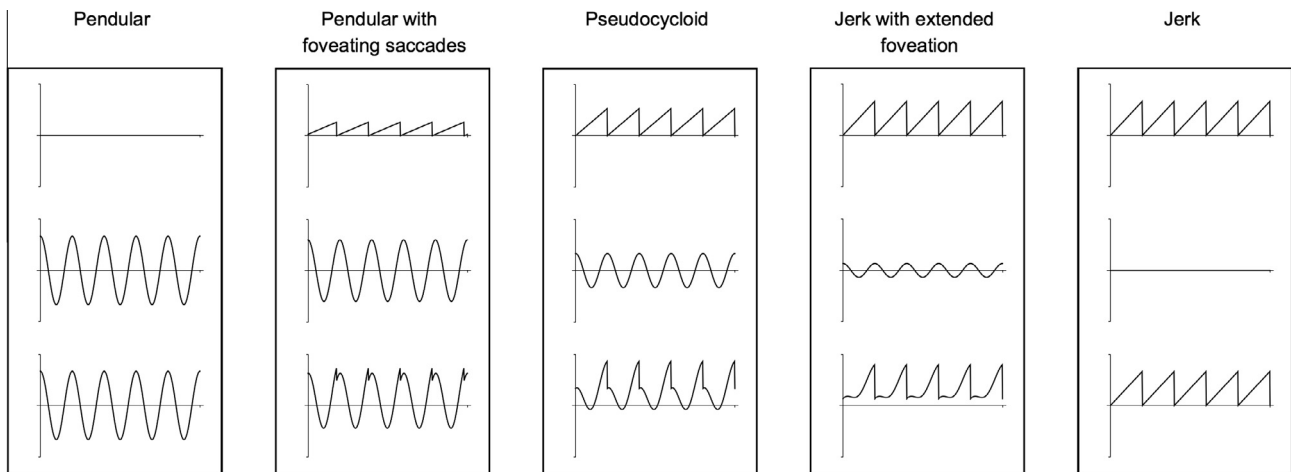 Pendular
Pendular with
foveating saccades
Pseudocycloid
Jerk with extended
foveation
Jerk